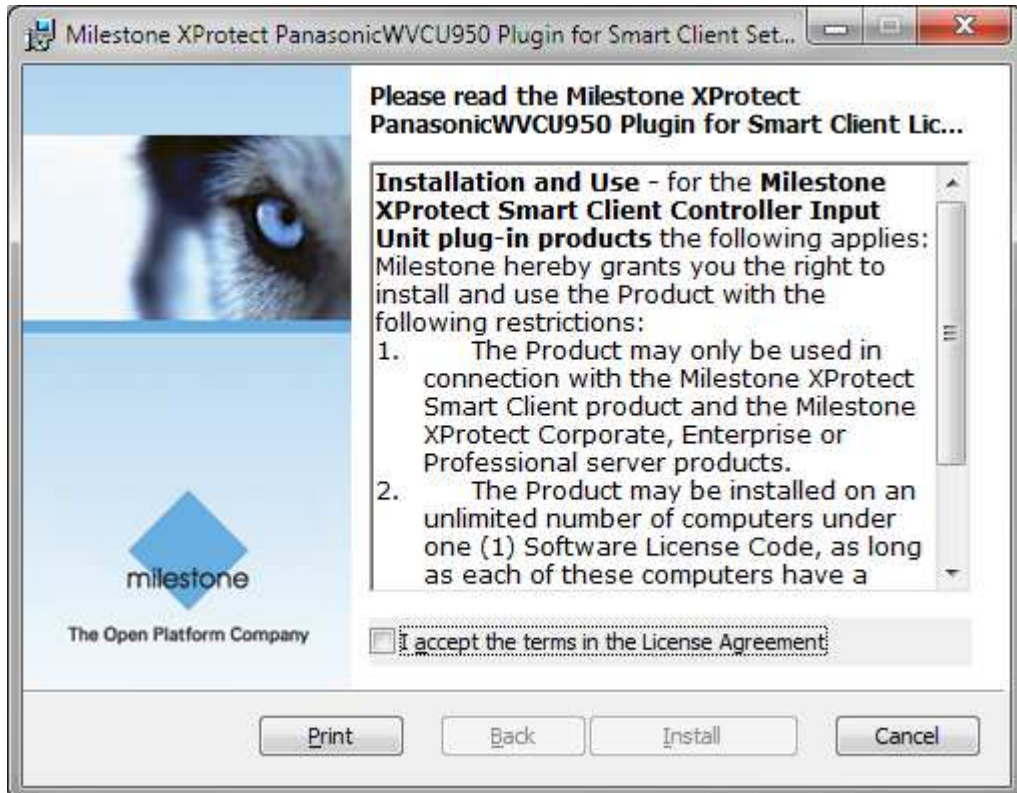 Milestone XProtect PanasonicWVCU950 Plugin for Smart Client Set...
Please read the Milestone XProtect
PanasonicWVCU950 Plugin for Smart Client Lic...
Installation and Use - for the Milestone
XProtect Smart Client Controller Input
Unit plug-in products the following applies:
Milestone hereby grants you the right to
install and use the Product with the
following restrictions:
1. The Product may only be used in
connection with the Milestone XProtect
Smart Client product and the Milestone
XProtect Corporate, Enterprise or
Professional server products.
2. The Product may be installed on an
unlimited number of computers under
one (1) Software License Code, as long
as each of these computers have a
milestone
The Open Platform Company
I accept the terms in the License Agreement
Print Back Install Cancel